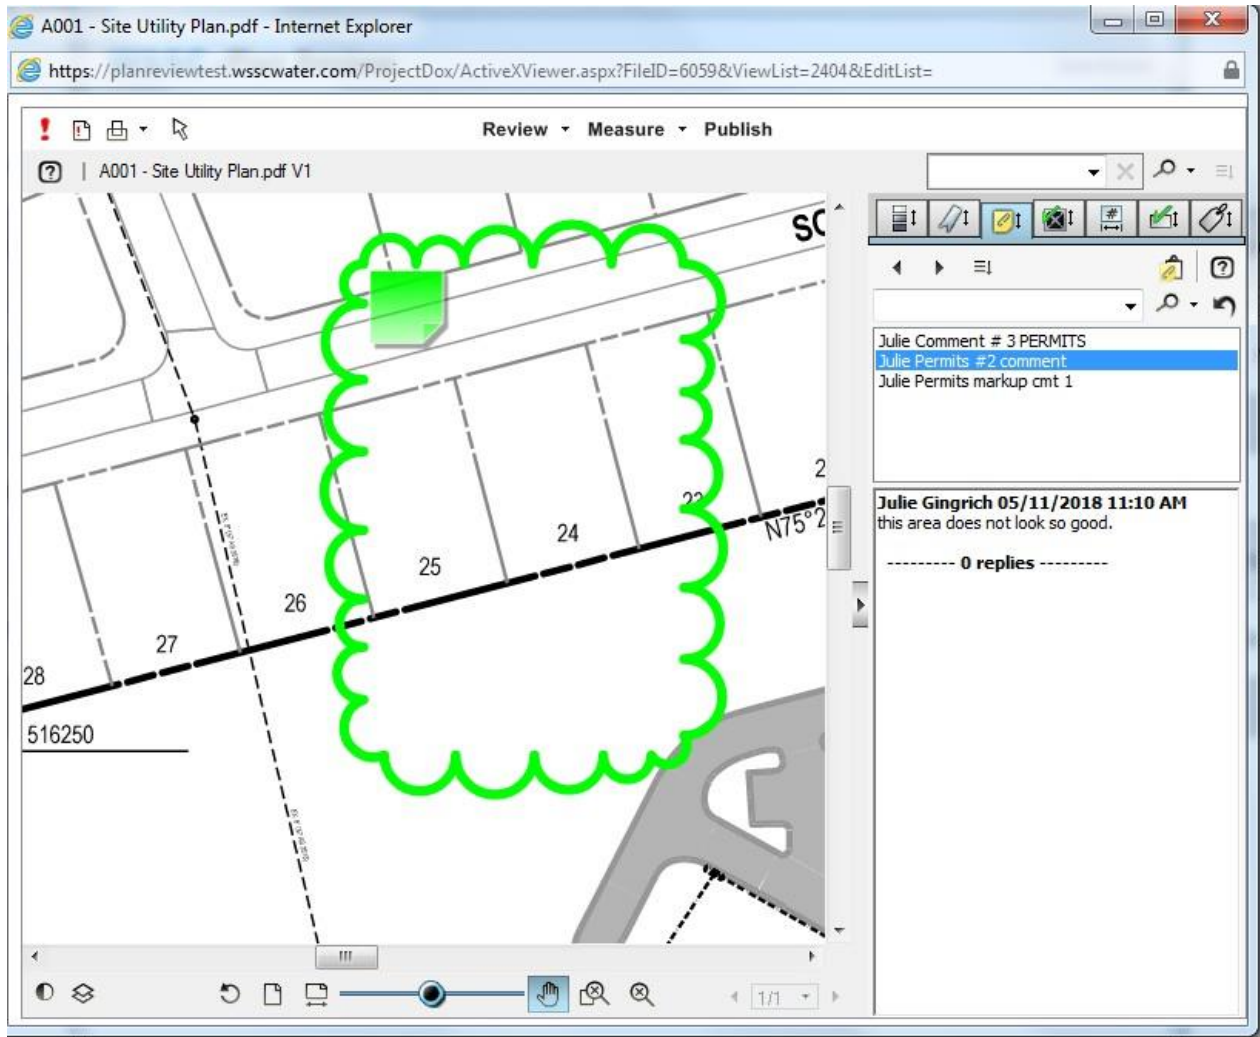 A001 - Site Utility Plan.pdf - Internet Explorer
https://planreviewtest.wsscwater.com/ProjectDox/ActiveXViewer.aspx?FileID=6059&ViewList=2404&EditList=
Review Measure Publish
A001 - Site Utility Plan.pdf V1
#
Julie Comment # 3 PERMITS
Julie Permits #2 comment
Julie Permits markup cmt 1
Julie Gingrich 05/11/2018 11:10 AM
this area does not look so good.
--------- 0 replies ---------
SC
2
23
N75°2
24
25
26
27
28
516250
1/1